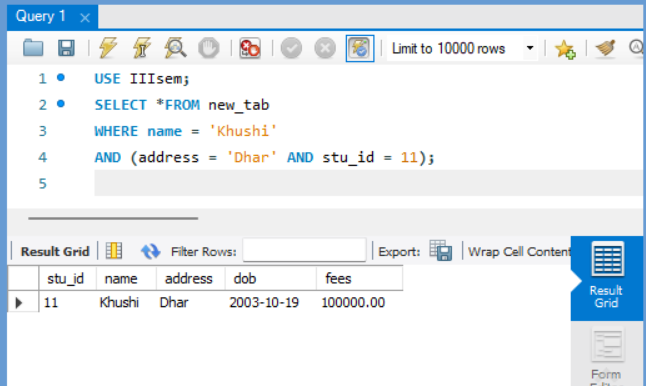 Query 1
Limit to 10000 rows
1 USE IIIsem;
2 SELECT *FROM new_tab
3 WHERE name = 'Khushi'
4 AND (address = 'Dhar' AND stu_id = 11);
5
Result Grid Filter Rows: Export: Wrap Cell Content
stu_id name address dob fees
11 Khushi Dhar 2003-10-19 100000.00
Result
Grid
Form